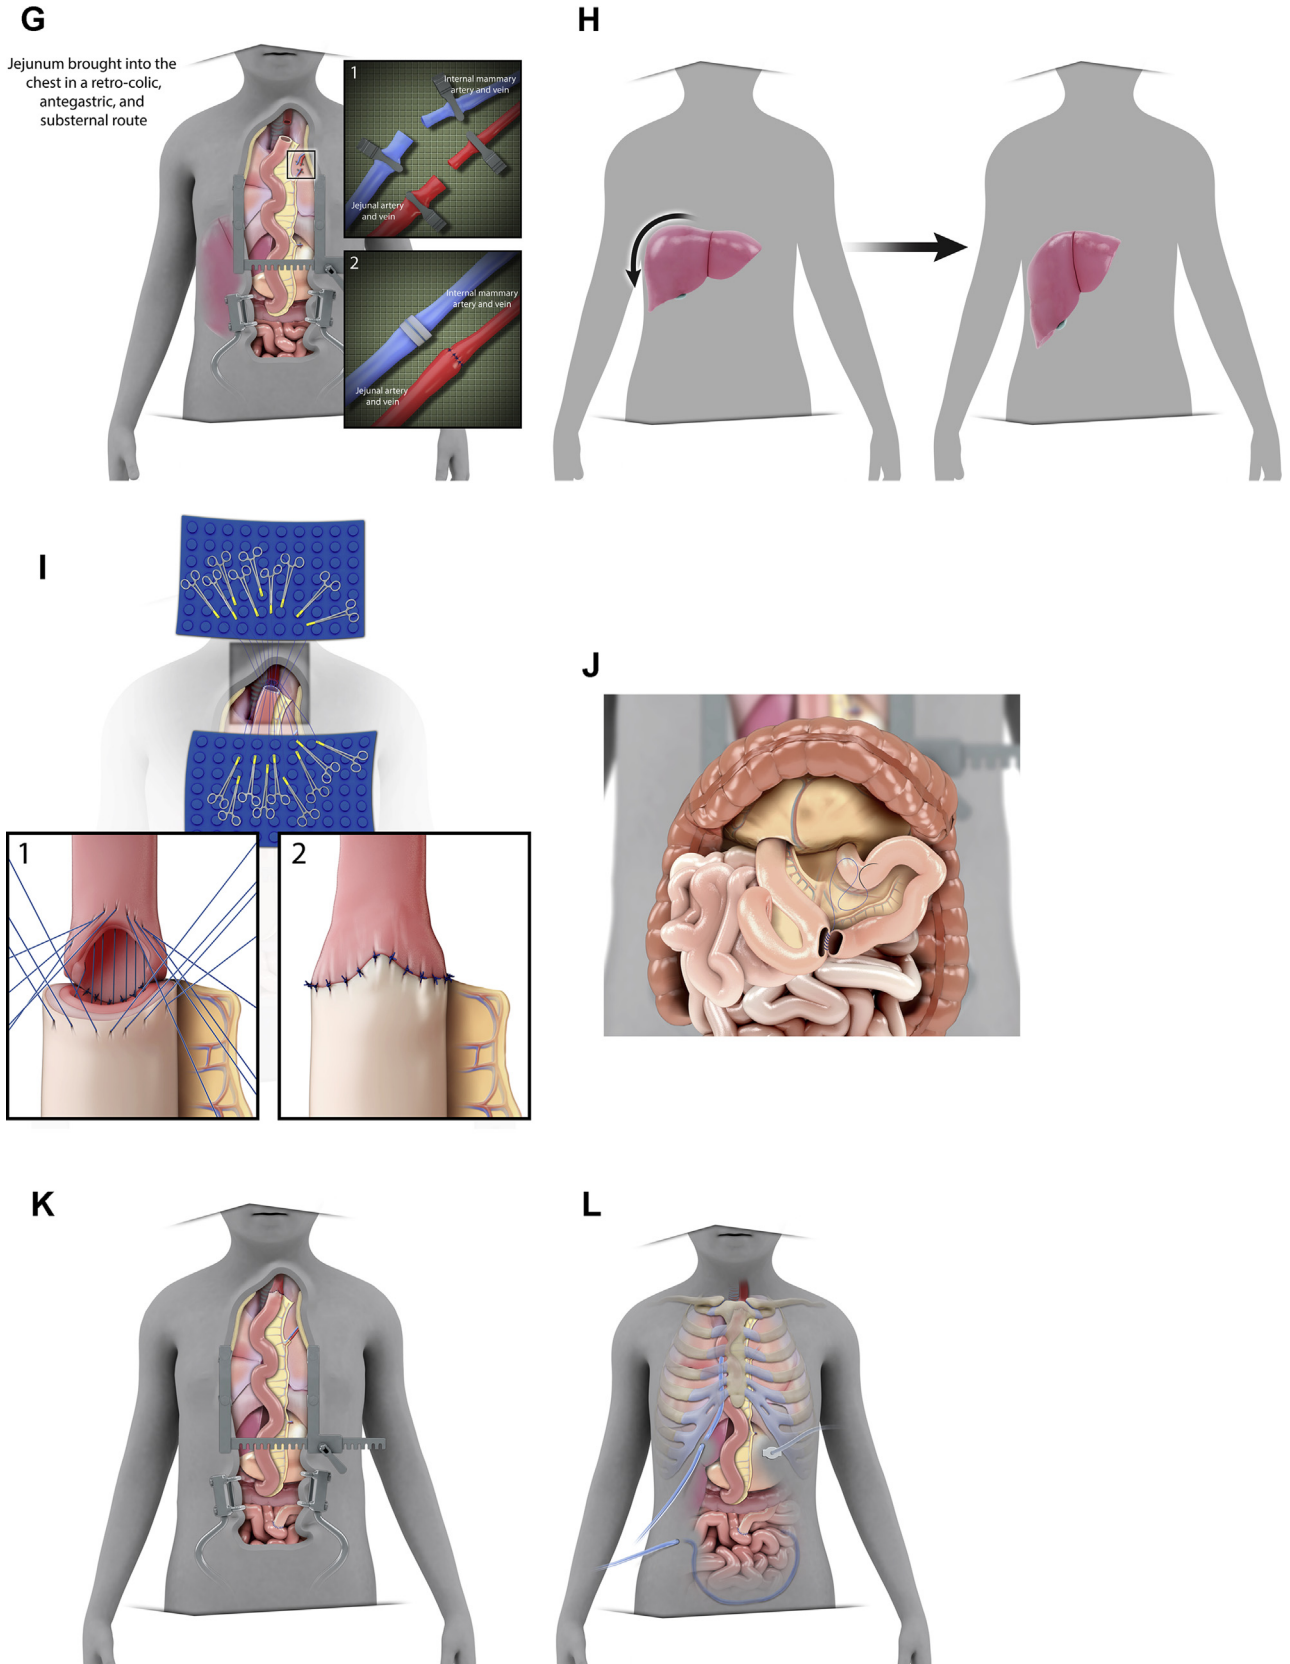 G
Jejunum brought into the
chest in a retro-colic,
antegastric, and
substernal route
1
Internal mammary
artery and vein
Jejunal artery
and vein
2
Internal mammary
artery and vein
Jejunal artery
and vein
H
I
1
2
J
K
L